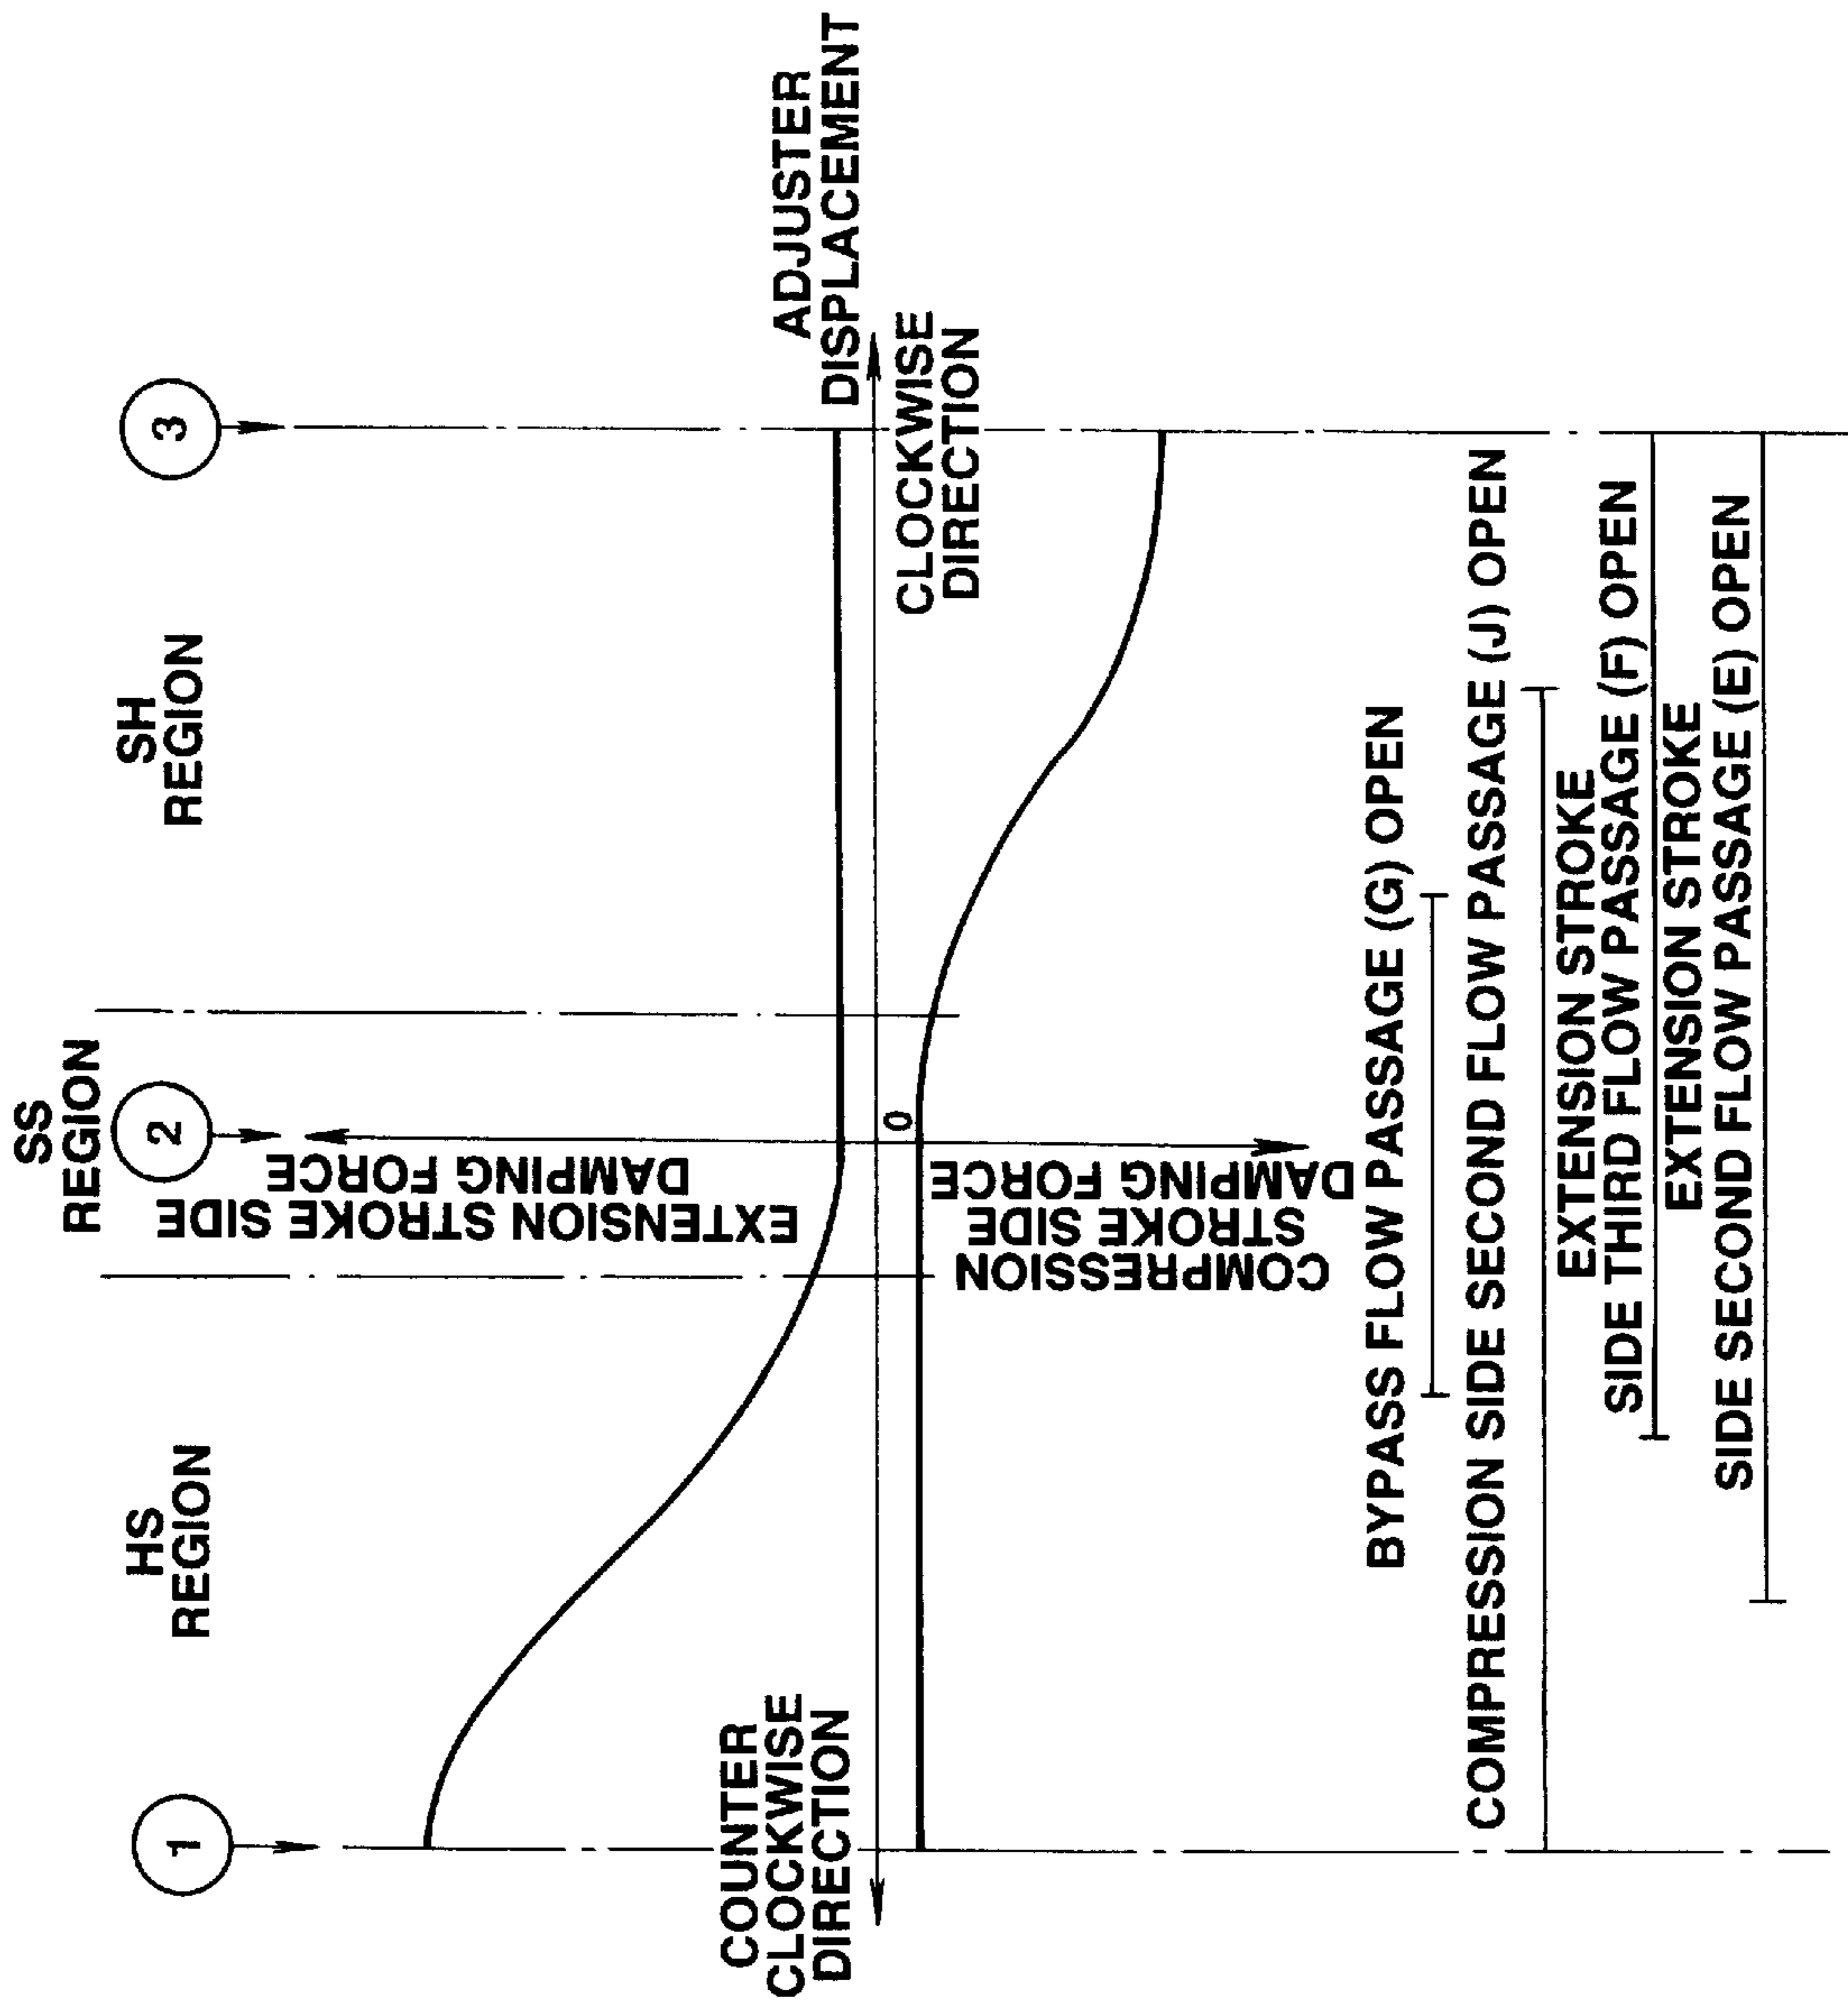 SS
REGION
HS
REGION
SH
REGION
1
2
3
EXTENSION STROKE SIDE
DAMPING FORCE
COUNTER
CLOCKWISE
DIRECTION
ADJUSTER
DISPLACEMENT
0
CLOCKWISE
DIRECTION
COMPRESSION
STROKE SIDE
DAMPING FORCE
BYPASS FLOW PASSAGE (G) OPEN
COMPRESSION SIDE SECOND FLOW PASSAGE (J) OPEN
EXTENSION STROKE
SIDE THIRD FLOW PASSAGE (F) OPEN
EXTENSION STROKE
SIDE SECOND FLOW PASSAGE (E) OPEN